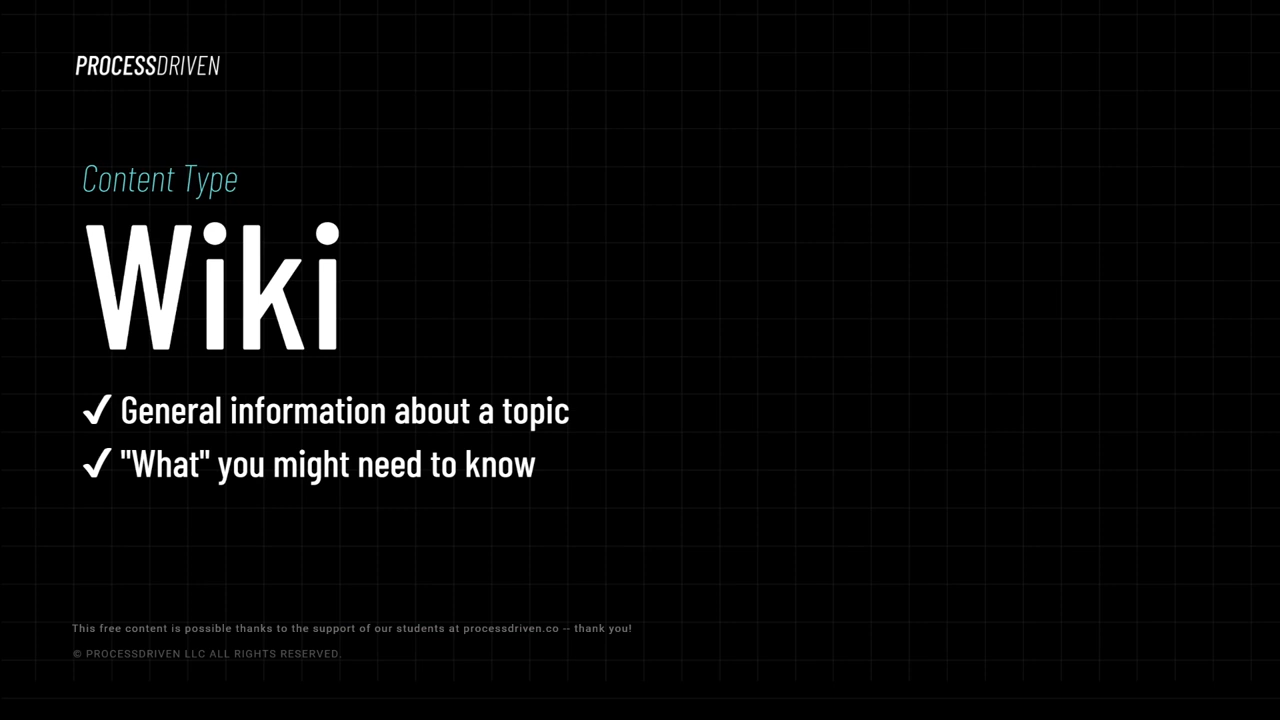 PROCESSDRIVEN
Content Type
Wiki
✓ General information about a topic
✓ "What" you might need to know
This free content is possible thanks to the support of our students at processdriven.co -- thank you!
© PROCESSDRIVEN LLC ALL RIGHTS RESERVED.